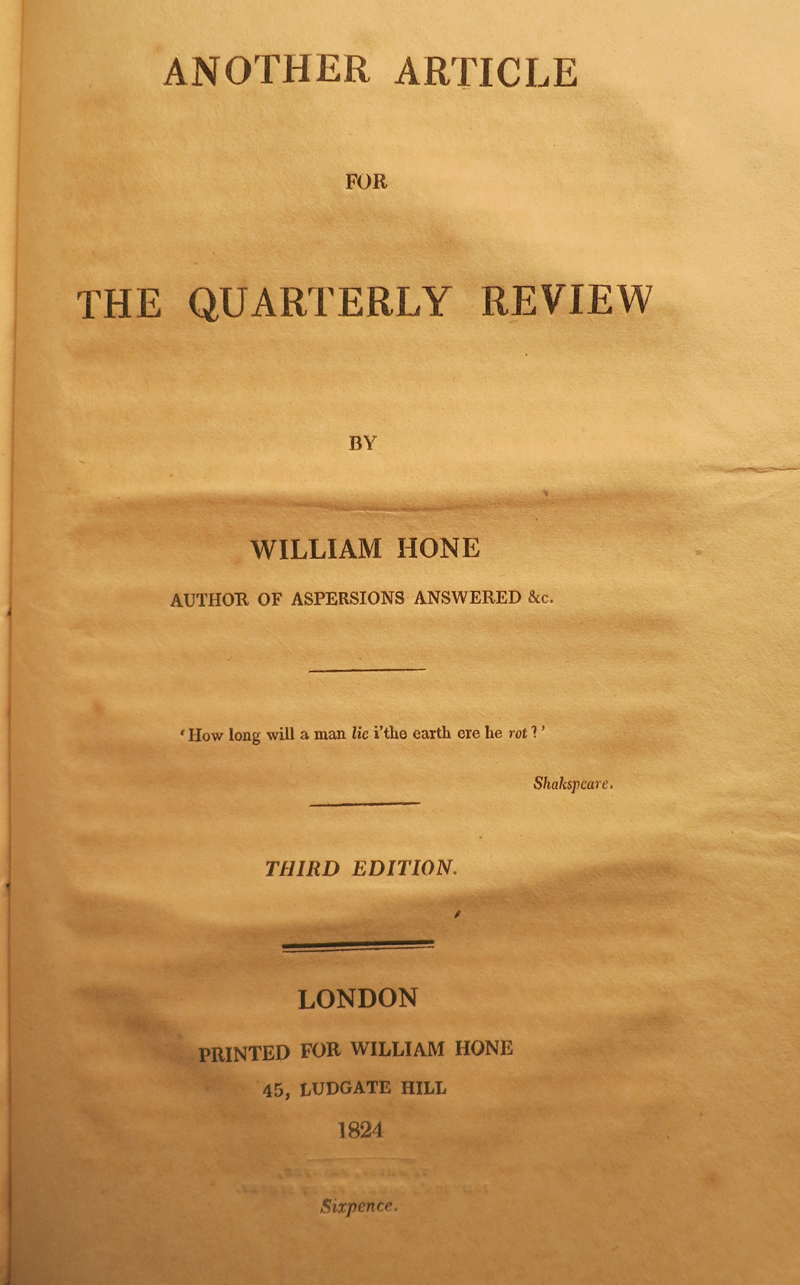 ANOTHER ARTICLE
FOR
THE QUARTERLY REVIEW
BY
WILLIAM HONE
AUTHOR OF ASPERSIONS ANSWERED &c.
‘How long will a man lie i’the earth ere he rot?’
Shakspeare.
THIRD EDITION.
LONDON
PRINTED FOR WILLIAM HONE
45, LUDGATE HILL
1824
Sixpence.